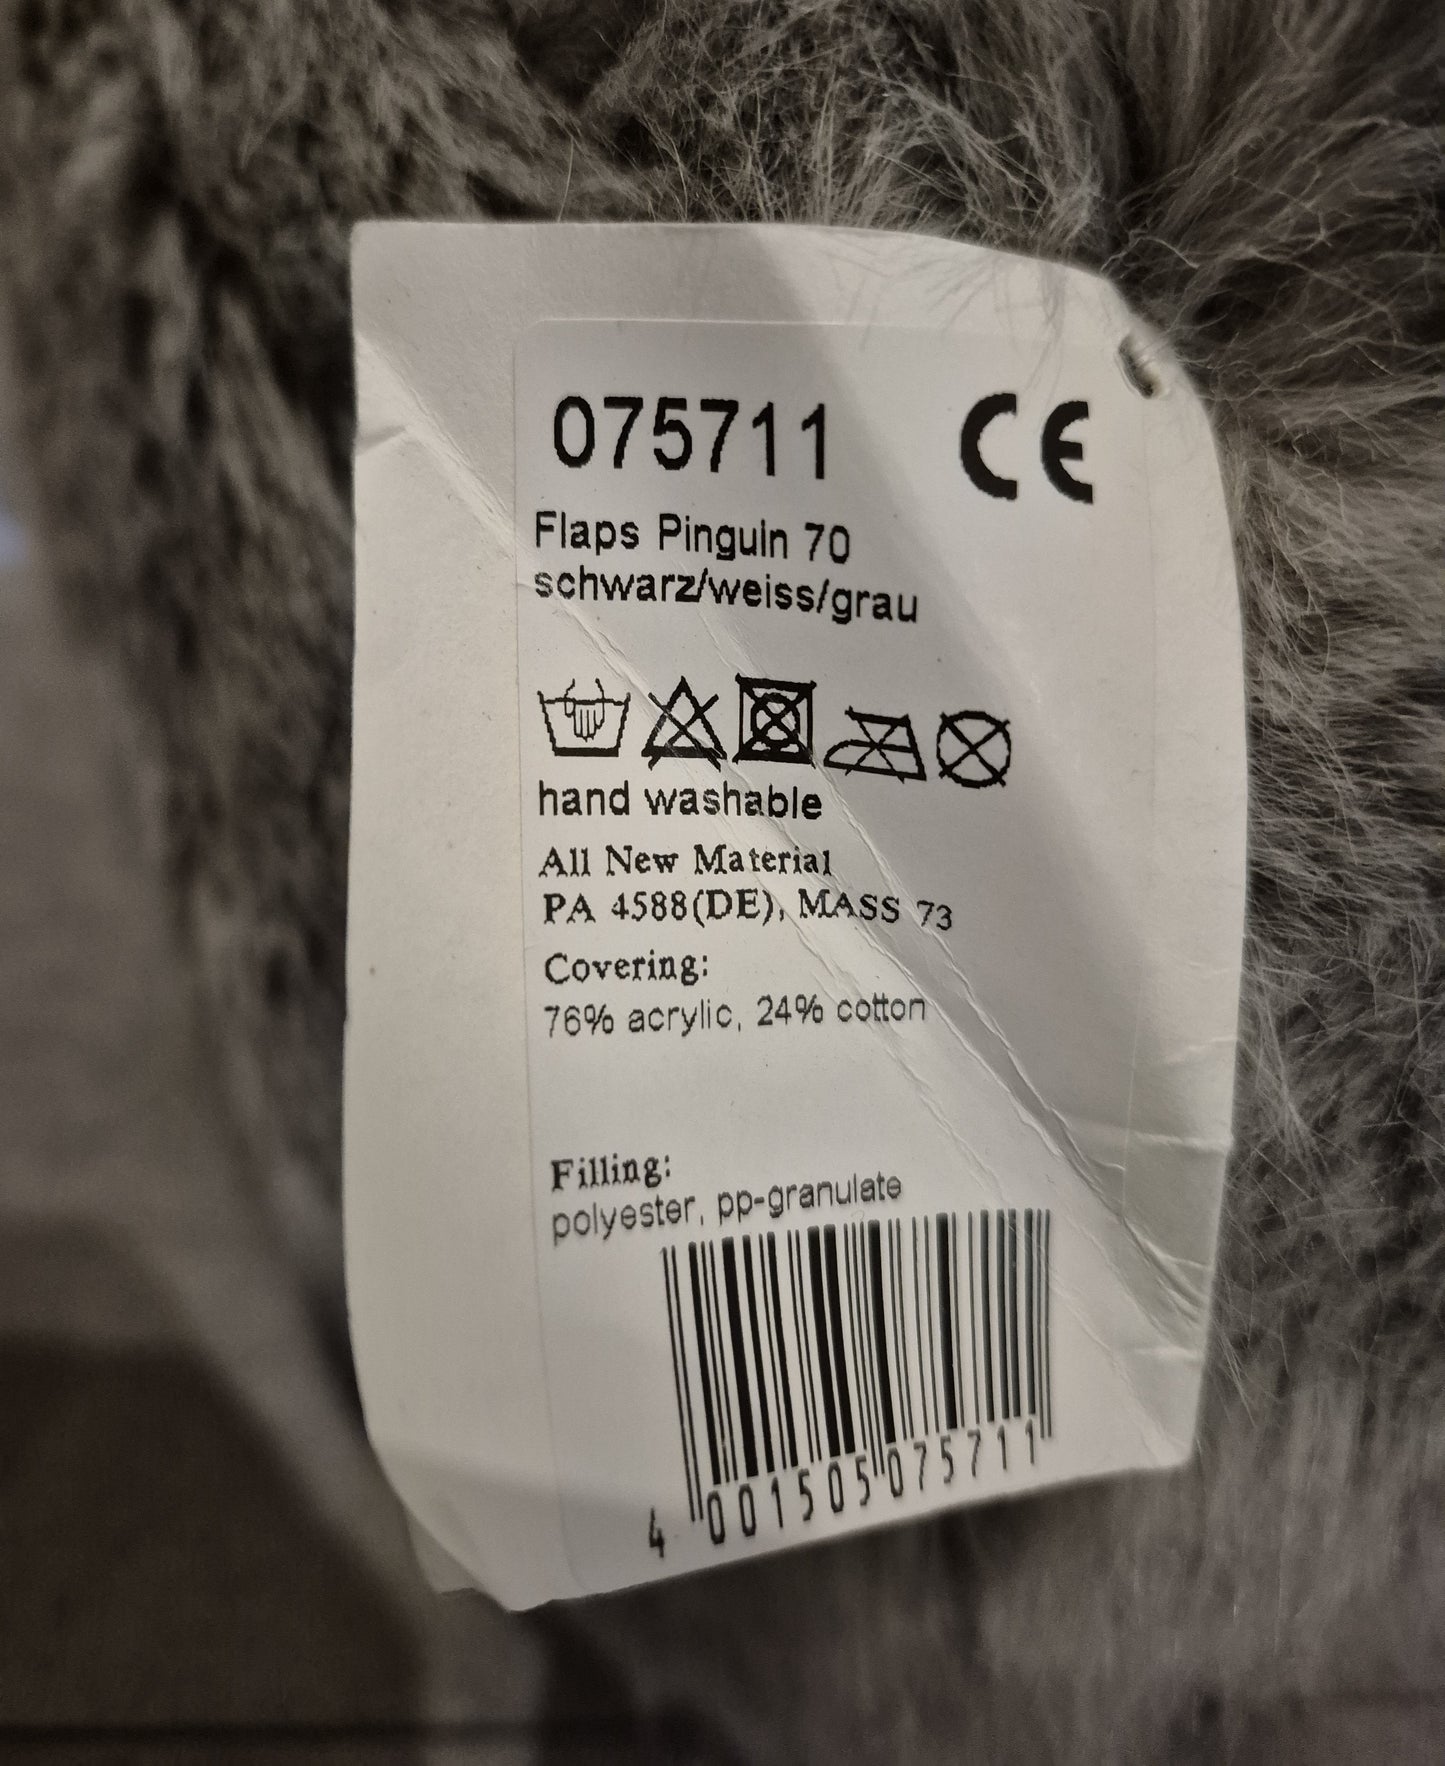 075711 CE
Flaps Pinguin 70
schwarz/weiss/grau
hand washable
All New Material
PA 4588(DE), MASS 73
Covering:
76% acrylic, 24% cotton
Filling:
polyester, pp-granulate
4 001505 075711